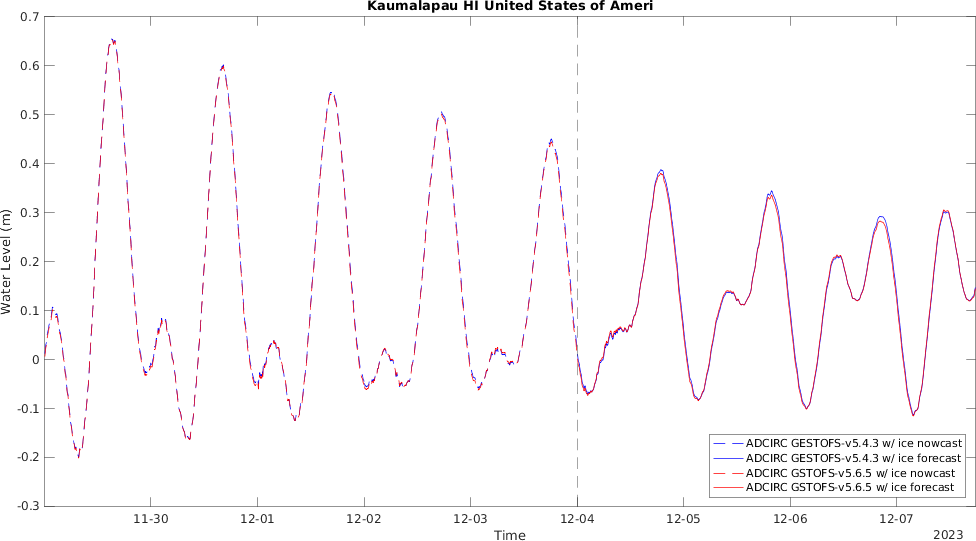 Kaumalapau HI United States of Ameri
Water Level (m)
0.7
0.6
0.5
0.4
0.3
0.2
0.1
0
-0.1
-0.2
-0.3
ADCIRC GESTOFS-v5.4.3 w/ ice nowcast
ADCIRC GESTOFS-v5.4.3 w/ ice forecast
ADCIRC GSTOFS-v5.6.5 w/ ice nowcast
ADCIRC GSTOFS-v5.6.5 w/ ice forecast
11-30 12-01 12-02 12-03 12-04 12-05 12-06 12-07
Time
2023